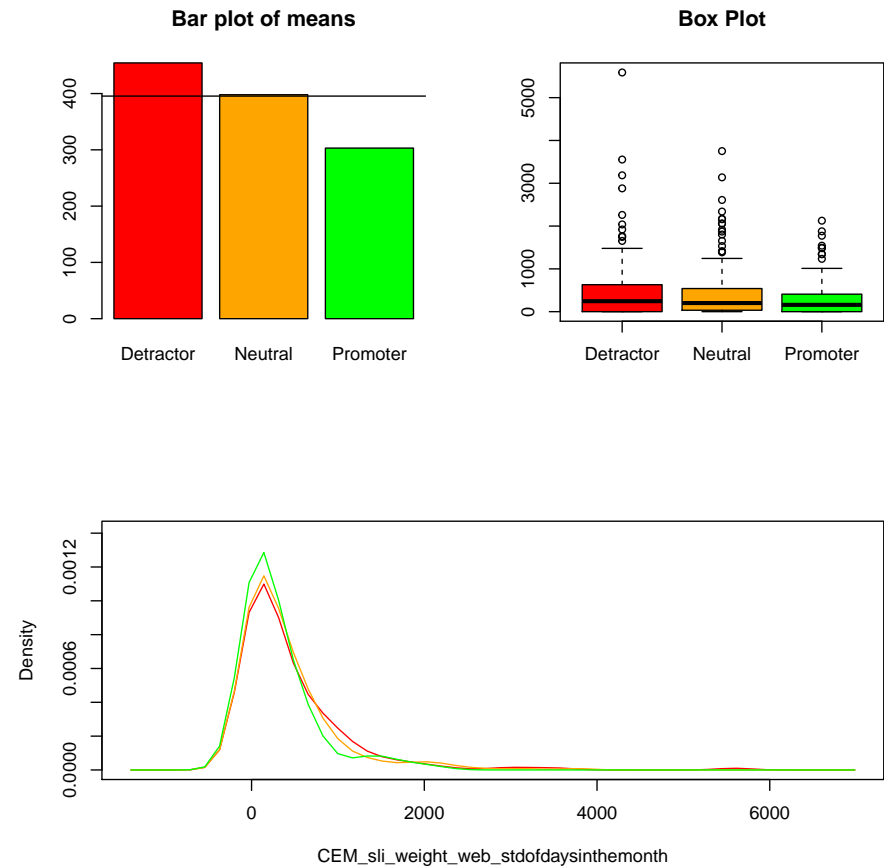 Bar plot of means
400
300
200
100
0
Detractor Neutral Promoter
Box Plot
5000
3000
1000
0
Detractor Neutral Promoter
Density
0.0012
0.0006
0.0000
0 2000 4000 6000
CEM_sli_weight_web_stdofdaysinthemonth